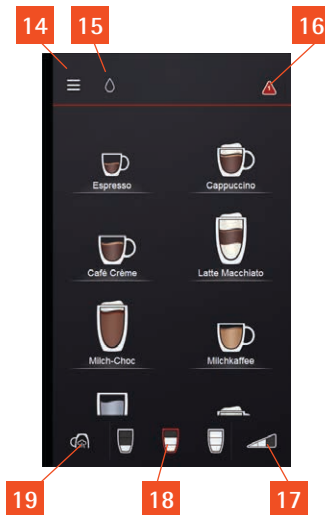 14 15 16
Espresso Cappuccino
Café Crème Latte Macchiato
Milch-Choc Milchkaffee
19 18 17